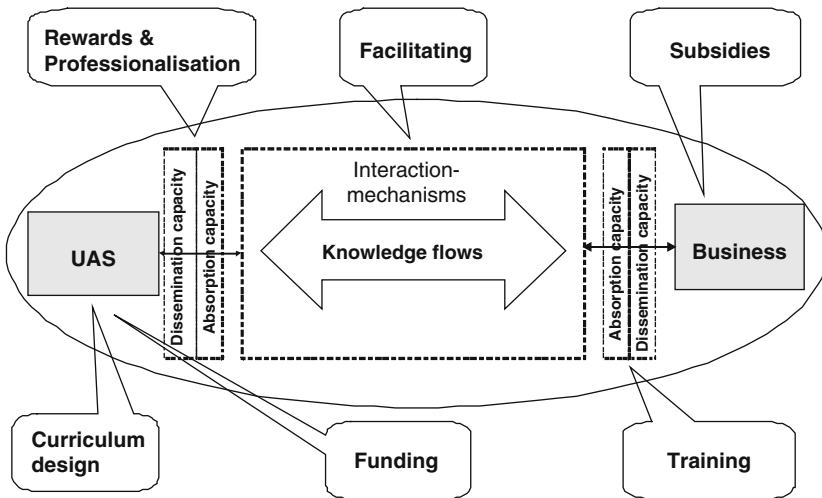 Rewards &
Professionalisation
Facilitating
Subsidies
Interaction-
mechanisms
UAS
Dissemination capacity
Absorption capacity
Knowledge flows
Absorption capacity
Dissemination capacity
Business
Curriculum
design
Funding
Training